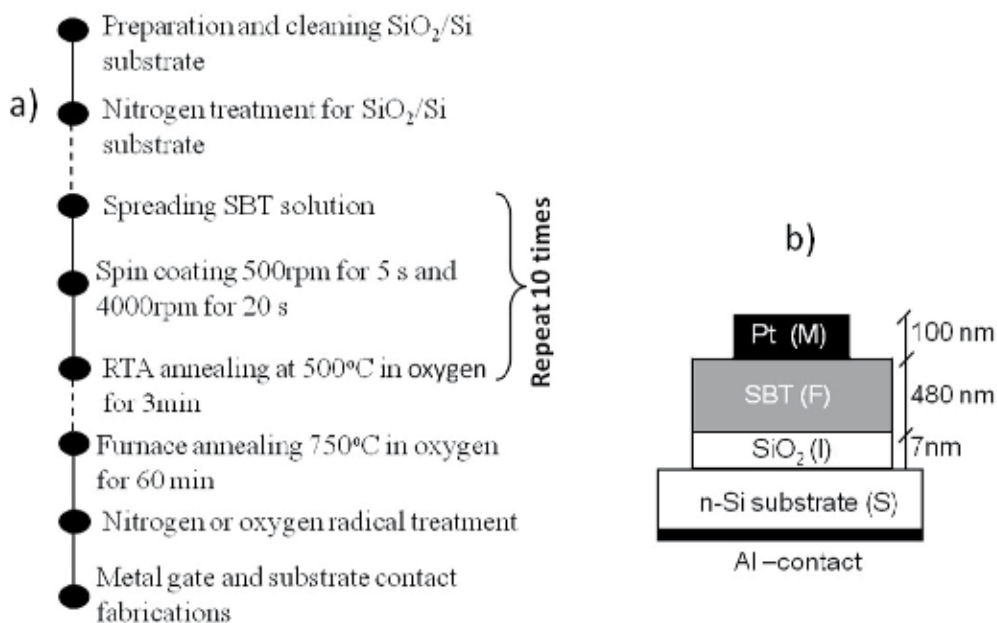 a)
Preparation and cleaning SiO₂/Si
substrate
Nitrogen treatment for SiO₂/Si
substrate
Spreading SBT solution
Spin coating 500rpm for 5 s and
4000rpm for 20 s
RTA annealing at 500°C in oxygen
for 3min
Repeat 10 times
Furnace annealing 750°C in oxygen
for 60 min
Nitrogen or oxygen radical treatment
Metal gate and substrate contact
fabrications
b)
Pt (M)
100 nm
SBT (F)
480 nm
SiO₂ (I)
7nm
n-Si substrate (S)
Al –contact